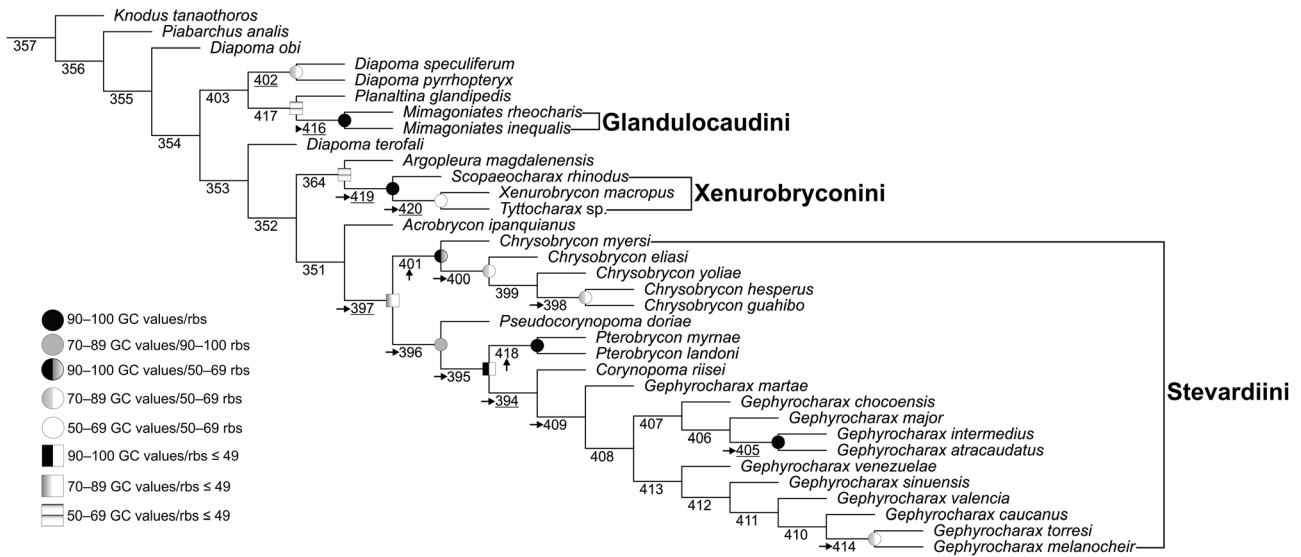 Knodus tanaothoros
Piabarchus analis
357
Diapoma obi
356
Diapoma speculiferum
402
Diapoma pyrrhopteryx
355
403
Planaltina glandipedis
417
Mimagoniates rheocharis
Glandulocaudini
416
Mimagoniates inequalis
354
Diapoma terofali
Argopleura magdalenensis
353
364
Scopaeocharax rhinodus
419
Xenurobrycon macropus
Xenurobryconini
420
Tyttocharax sp.
352
Acrobrycon ipanquianus
Chrysobrycon myersi
351
401
Chrysobrycon eliasi
400
Chrysobrycon yoliae
399
Chrysobrycon hesperus
397
398
Chrysobrycon guahibo
Pseudocorynopoma doriae
396
Pterobrycon myrnae
418
Pterobrycon landoni
395
Corynopoma riisei
Gephyrocharax martae
394
Stevardiini
Gephyrocharax chocoensis
409
407
Gephyrocharax major
406
Gephyrocharax intermedius
408
405
Gephyrocharax atracaudatus
Gephyrocharax venezuelae
413
Gephyrocharax sinuensis
412
Gephyrocharax valencia
411
Gephyrocharax caucanus
410
Gephyrocharax torresi
414
Gephyrocharax melanocheir
90–100 GC values/rbs
70–89 GC values/90–100 rbs
90–100 GC values/50–69 rbs
70–89 GC values/50–69 rbs
50–69 GC values/50–69 rbs
90–100 GC values/rbs ≤ 49
70–89 GC values/rbs ≤ 49
50–69 GC values/rbs ≤ 49